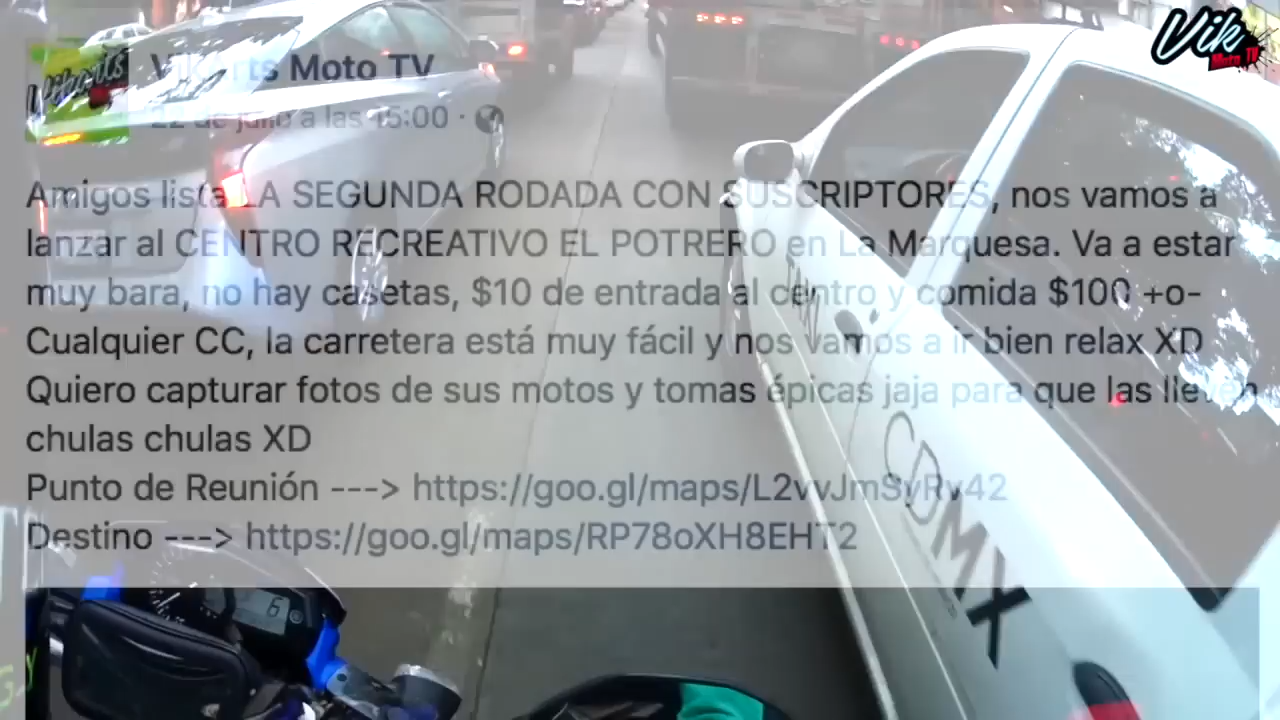 Vik
Moto TV
Vikorts Moto TV
22 de julio a las 15:00 ·
Amigos lista LA SEGUNDA RODADA CON SUSCRIPTORES, nos vamos a
lanzar al CENTRO RECREATIVO EL POTRERO en La Marquesa. Va a estar
muy bara, no hay casetas, $10 de entrada al centro y comida $100 +o-
Cualquier CC, la carretera está muy fácil y nos vamos a ir bien relax XD
Quiero capturar fotos de sus motos y tomas épicas jaja para que las lleven
chulas chulas XD
Punto de Reunión ---> https://goo.gl/maps/L2vvJmSyRv42
Destino ---> https://goo.gl/maps/RP78oXH8EHT2
TAXI
CDMX
6